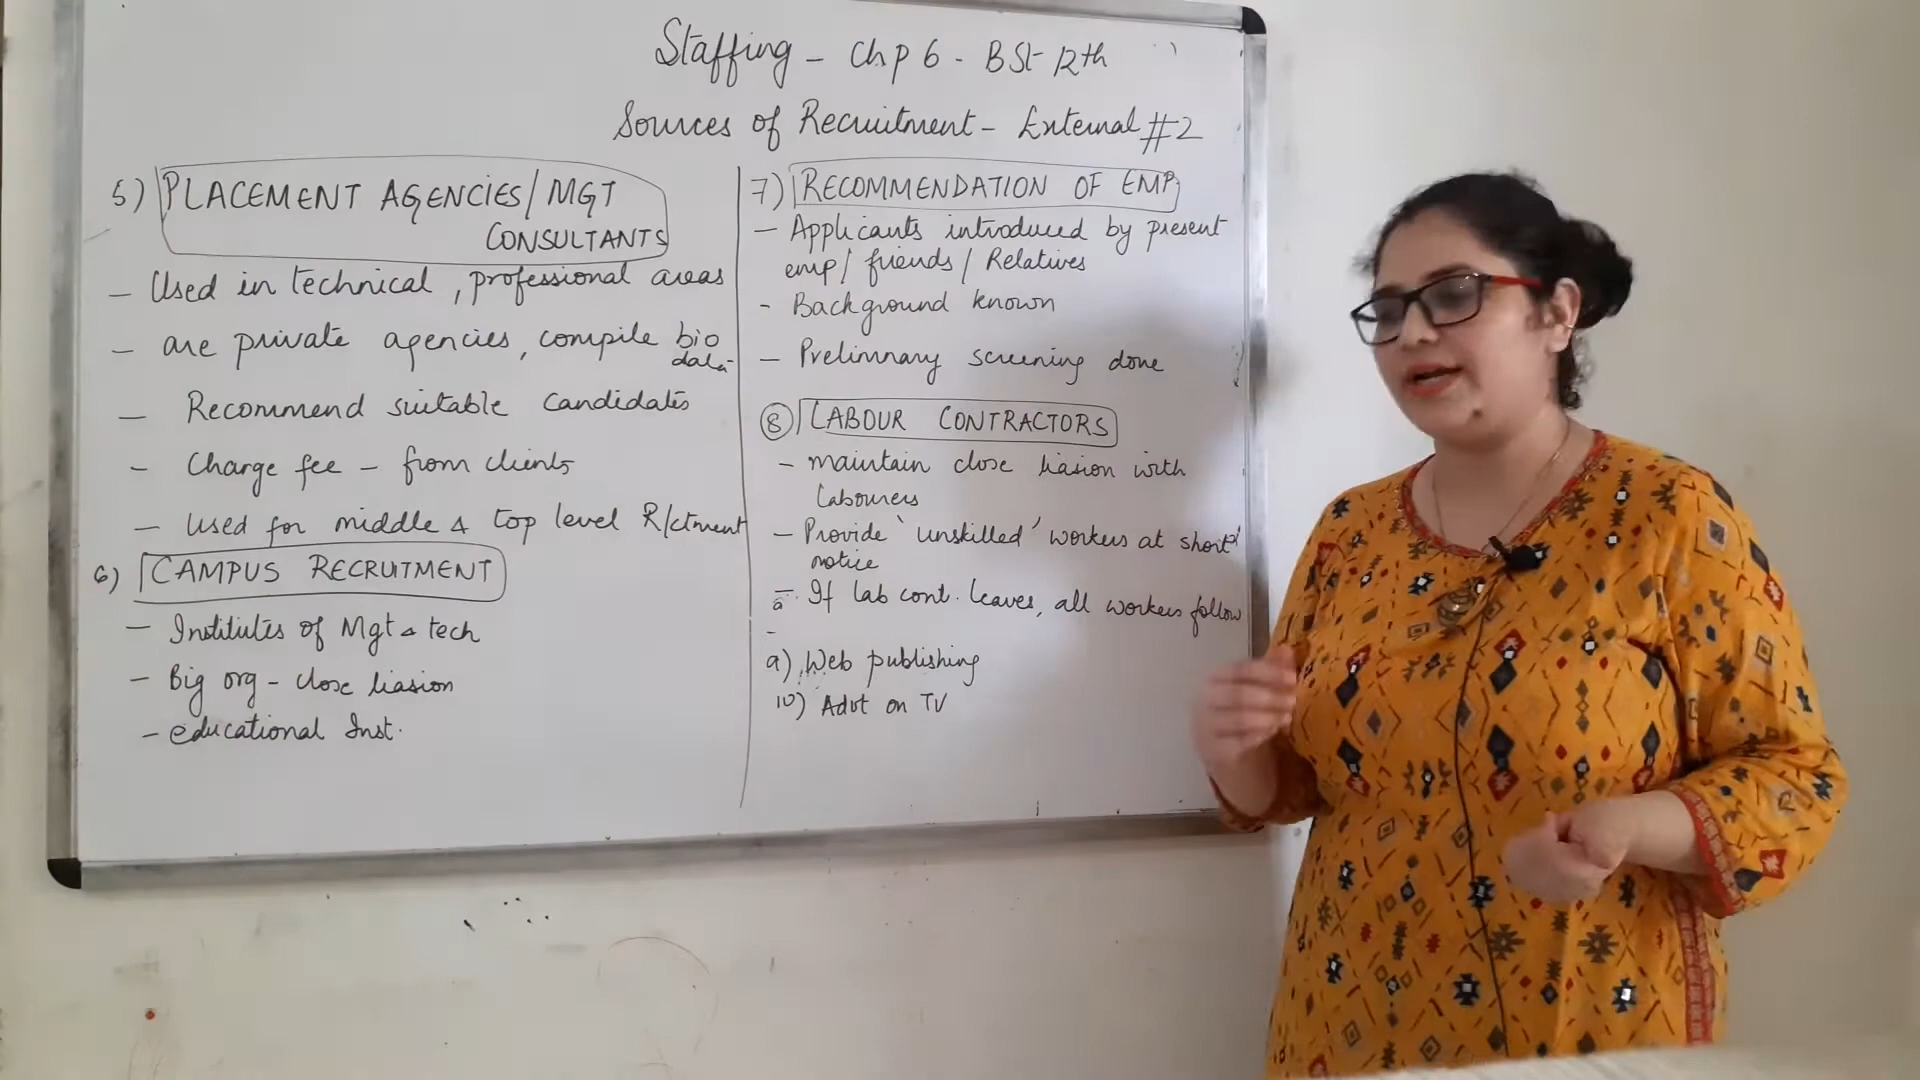 Staffing - Chp 6 - BSt 12th
Sources of Recruitment - External #2
5) PLACEMENT AGENCIES/MGT
CONSULTANTS
- Used in technical, professional areas
- are private agencies, compile bio
data
- Recommend suitable candidates
- Charge fee - from clients
- Used for middle & top level R/ctment
6) CAMPUS RECRUTMENT
- Institutes of Mgt & tech
- Big org - close liasion
- educational Inst.
7) RECOMMENDATION OF EMP
- Applicants introduced by present
emp/ friends / Relatives
- Background known
- Prelimnary screening done
8) LABOUR CONTRACTORS
- maintain close liasion with
Labourers
- Provide 'unskilled' workers at short
notice
- If lab cont. leaves, all workers follow
9) Web publishing
10) Advt on TV